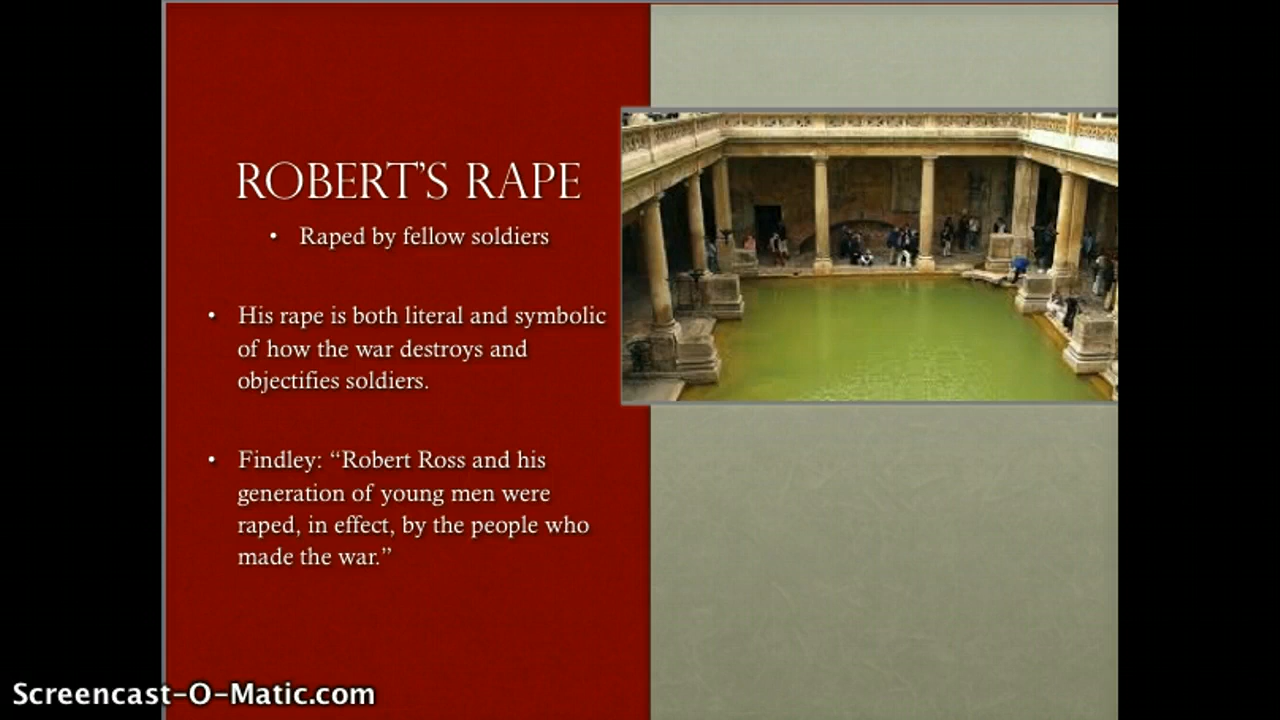 ROBERT'S RAPE
• Raped by fellow soldiers
• His rape is both literal and symbolic
of how the war destroys and
objectifies soldiers.
• Findley: “Robert Ross and his
generation of young men were
raped, in effect, by the people who
made the war.”
Screencast-O-Matic.com